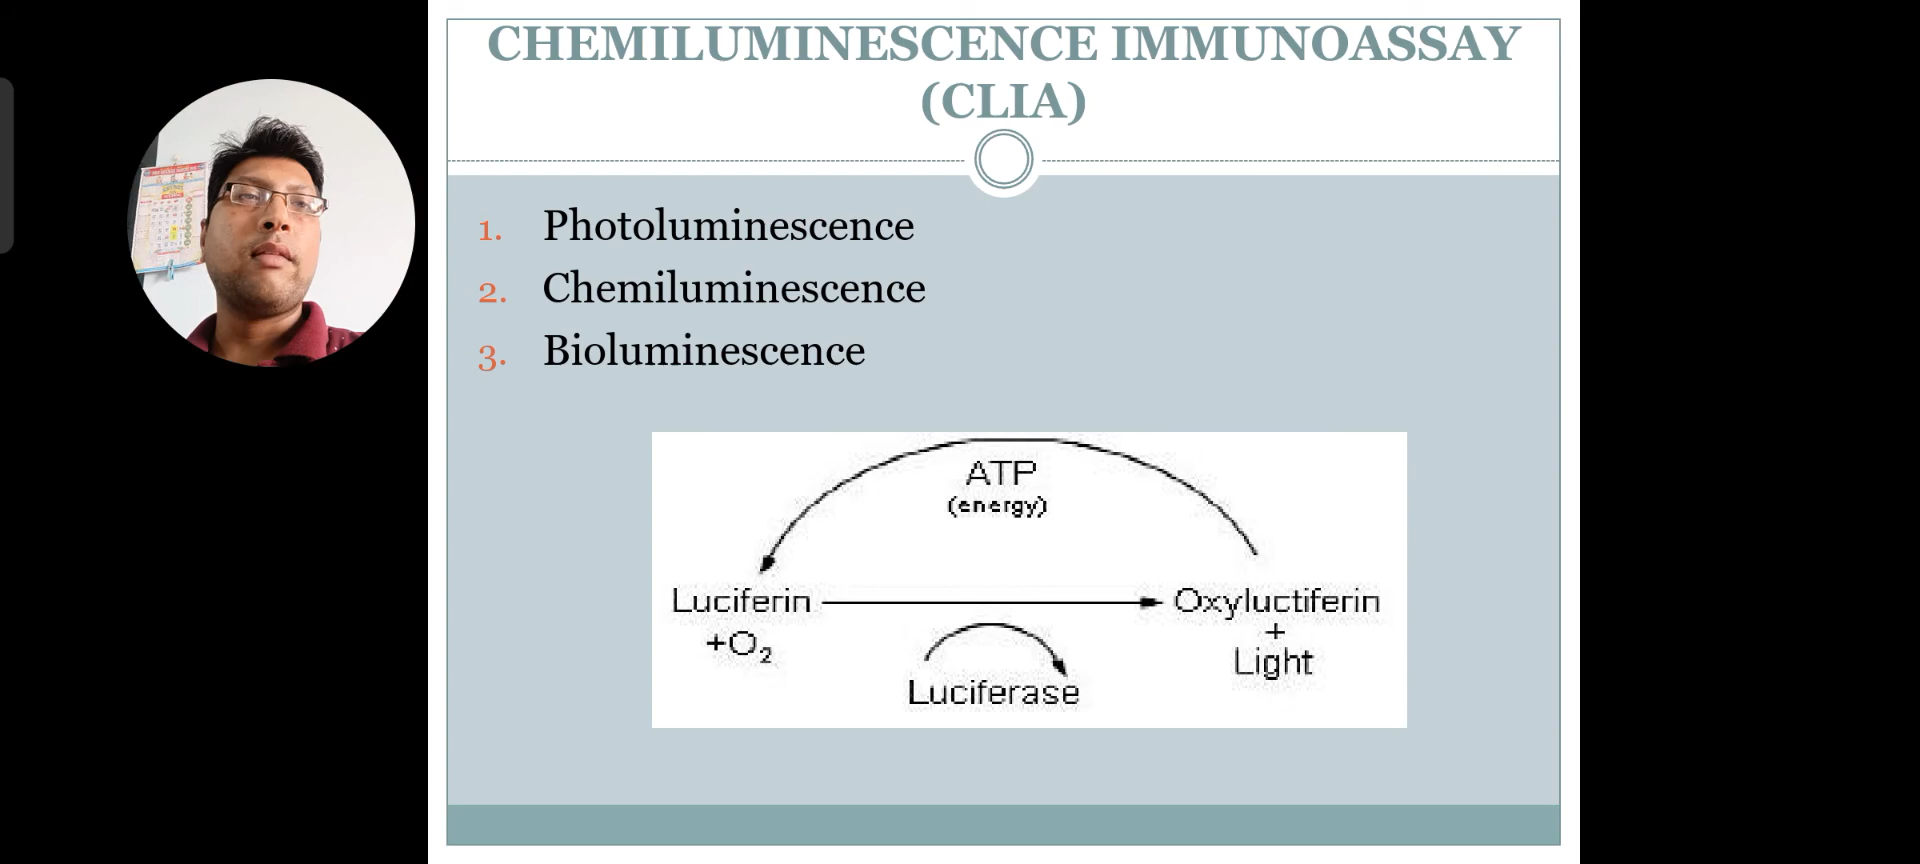 CHEMILUMINESCENCE IMMUNOASSAY
(CLIA)
1. Photoluminescence
2. Chemiluminescence
3. Bioluminescence
ATP
(energy)
Luciferin
+O₂
Oxyluctiferin
+
Light
Luciferase